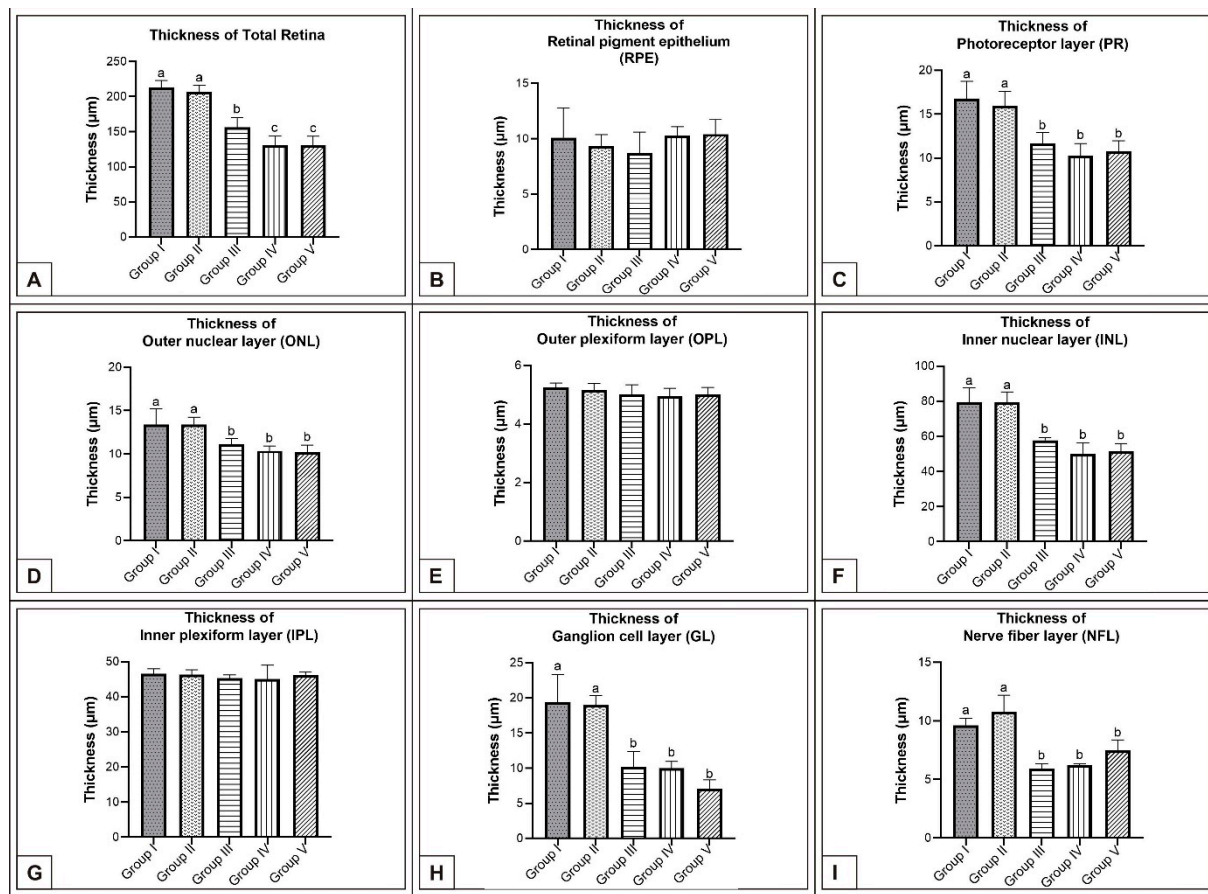 Thickness of Total Retina
Thickness (µm)
250
200
150
100
50
0
a
a
b
c
c
Group I
Group II
Group III
Group IV
Group V
A
Thickness of
Retinal pigment epithelium
(RPE)
Thickness (µm)
15
10
5
0
Group I
Group II
Group III
Group IV
Group V
B
Thickness of
Photoreceptor layer (PR)
Thickness (µm)
20
15
10
5
0
a
a
b
b
b
Group I
Group II
Group III
Group IV
Group V
C
Thickness of
Outer nuclear layer (ONL)
Thickness (µm)
20
15
10
5
0
a
a
b
b
b
Group I
Group II
Group III
Group IV
Group V
D
Thickness of
Outer plexiform layer (OPL)
Thickness (µm)
6
4
2
0
Group I
Group II
Group III
Group IV
Group V
E
Thickness of
Inner nuclear layer (INL)
Thickness (µm)
100
80
60
40
20
0
a
a
b
b
b
Group I
Group II
Group III
Group IV
Group V
F
Thickness of
Inner plexiform layer (IPL)
Thickness (µm)
50
40
30
20
10
0
Group I
Group II
Group III
Group IV
Group V
G
Thickness of
Ganglion cell layer (GL)
Thickness (µm)
25
20
15
10
5
0
a
a
b
b
b
Group I
Group II
Group III
Group IV
Group V
H
Thickness of
Nerve fiber layer (NFL)
Thickness (µm)
15
10
5
0
a
a
b
b
b
Group I
Group II
Group III
Group IV
Group V
I